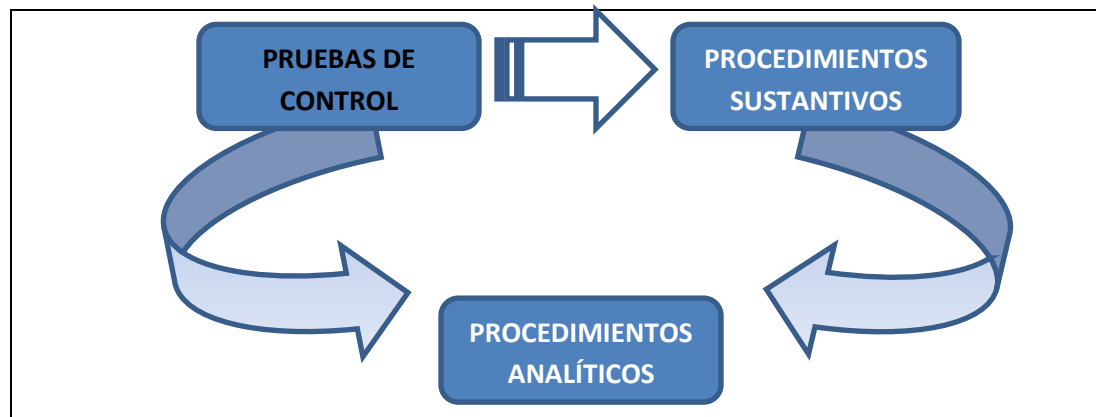 PRUEBAS DE
CONTROL
PROCEDIMIENTOS
SUSTANTIVOS
PROCEDIMIENTOS
ANALÍTICOS